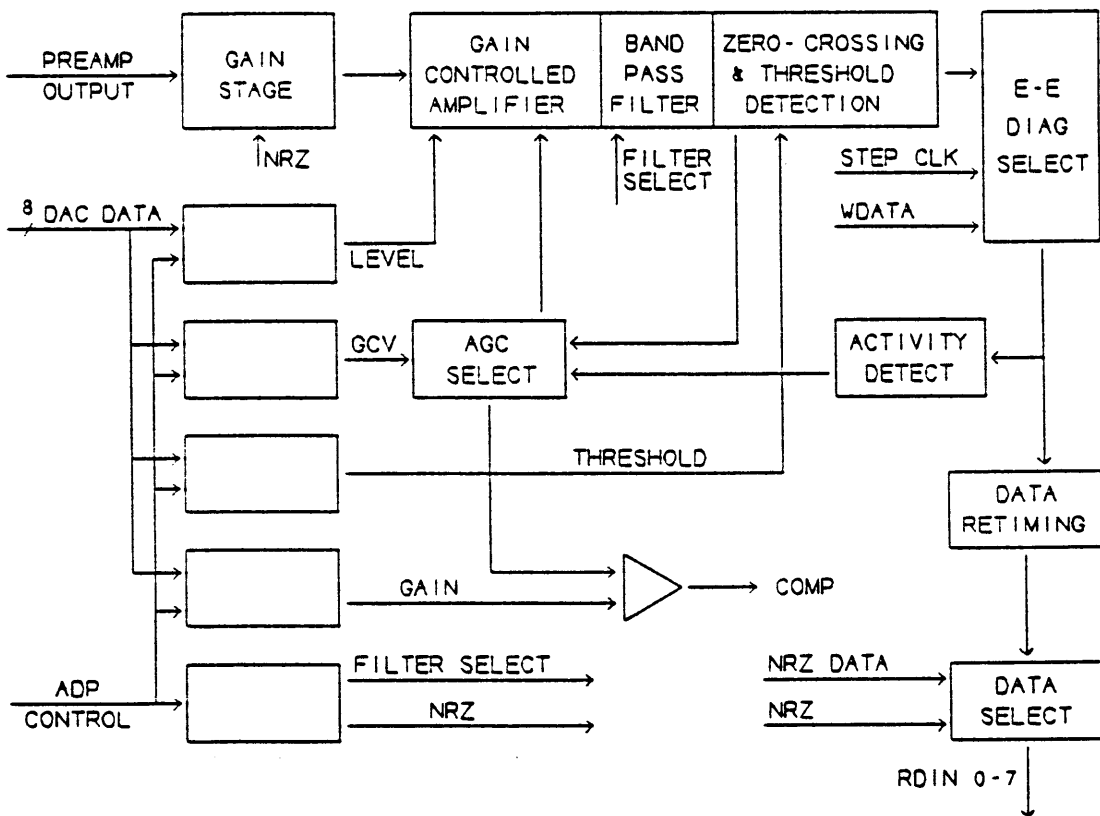 PREAMP
OUTPUT
GAIN
STAGE
NRZ
GAIN
CONTROLLED
AMPLIFIER
BAND
PASS
FILTER
ZERO-CROSSING
& THRESHOLD
DETECTION
E-E
DIAG
SELECT
FILTER
SELECT
STEP CLK
WDATA
8 DAC DATA
LEVEL
GCV
AGC
SELECT
ACTIVITY
DETECT
THRESHOLD
DATA
RETIMING
GAIN
COMP
ADP
CONTROL
FILTER SELECT
NRZ
NRZ DATA
NRZ
DATA
SELECT
RDIN 0-7